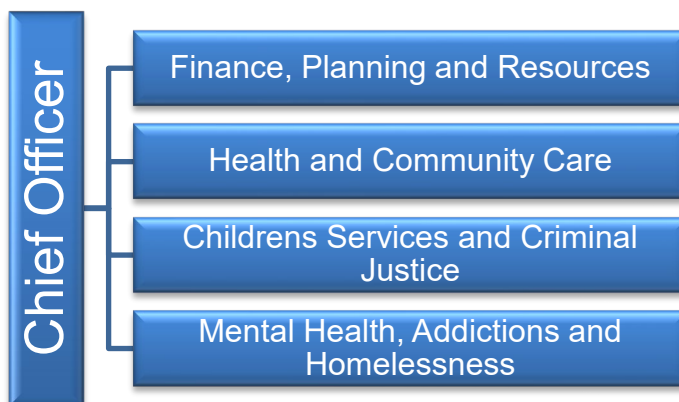 Chief Officer
Finance, Planning and Resources
Health and Community Care
Childrens Services and Criminal
Justice
Mental Health, Addictions and
Homelessness